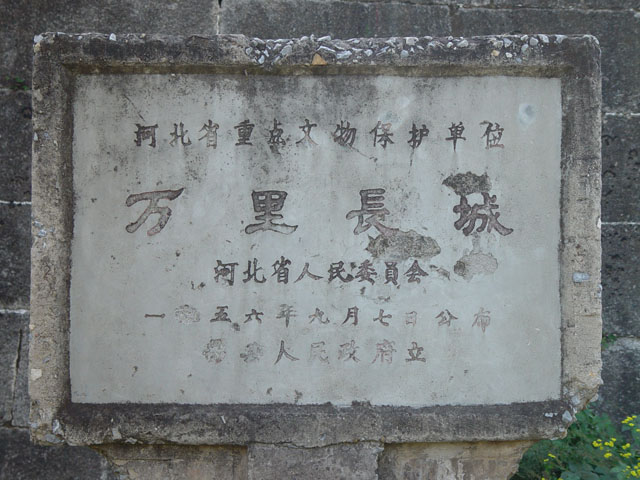 河北省重点文物保护单位
万里長城
河北省人民委員会
一九五六年九月七日公布
人民政府立